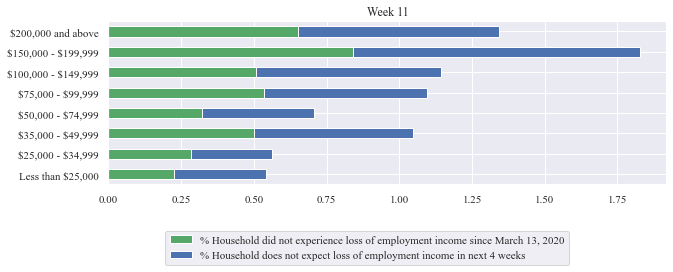 Week 11
$200,000 and above
$150,000 - $199,999
$100,000 - $149,999
$75,000 - $99,999
$50,000 - $74,999
$35,000 - $49,999
$25,000 - $34,999
Less than $25,000
0.00 0.25 0.50 0.75 1.00 1.25 1.50 1.75
% Household did not experience loss of employment income since March 13, 2020
% Household does not expect loss of employment income in next 4 weeks